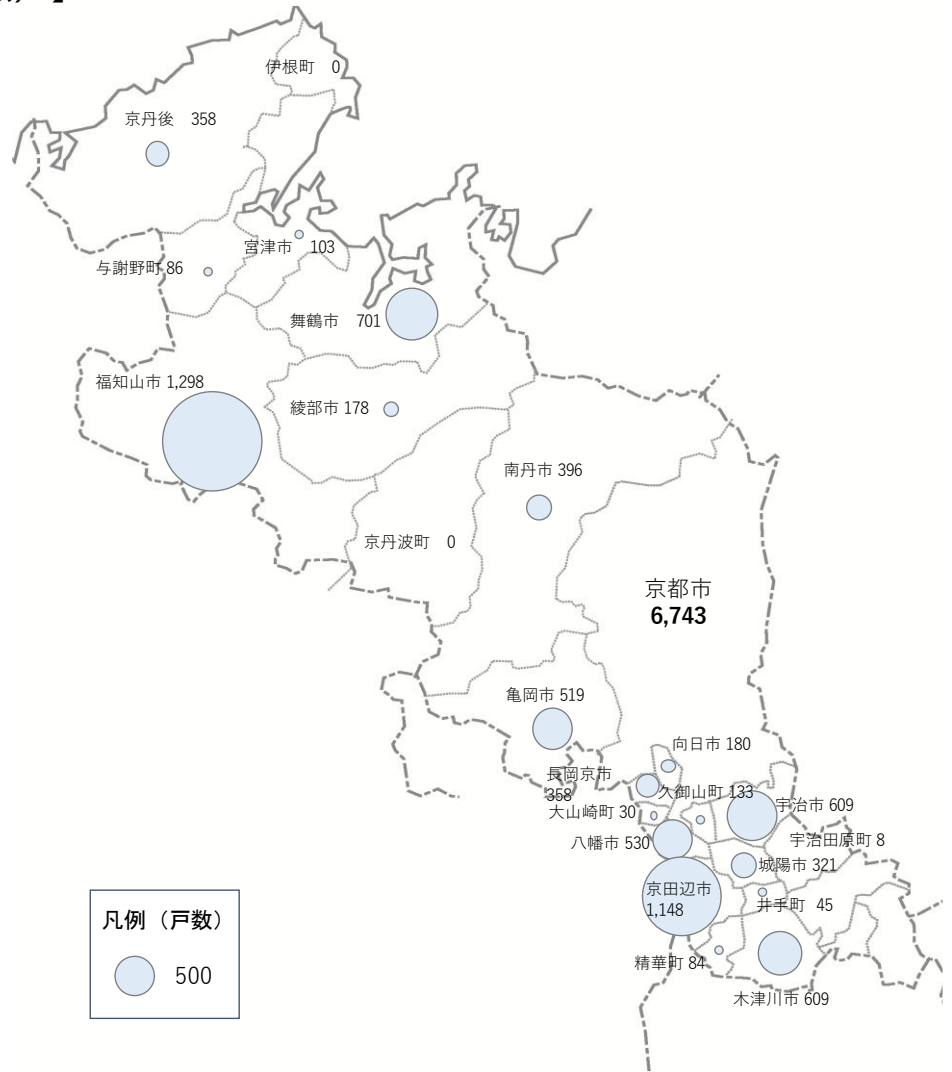 伊根町　0
京丹後　358
宮津市　103
与謝野町 86
舞鶴市　701
福知山市 1,298
綾部市 178
南丹市 396
京丹波町　0
京都市
6,743
亀岡市 519
向日市 180
長岡京市
358
久御山町 133
大山崎町 30
宇治市 609
八幡市 530
宇治田原町 8
城陽市 321
京田辺市
1,148
井手町　45
精華町 84
木津川市 609
凡例（戸数）
500